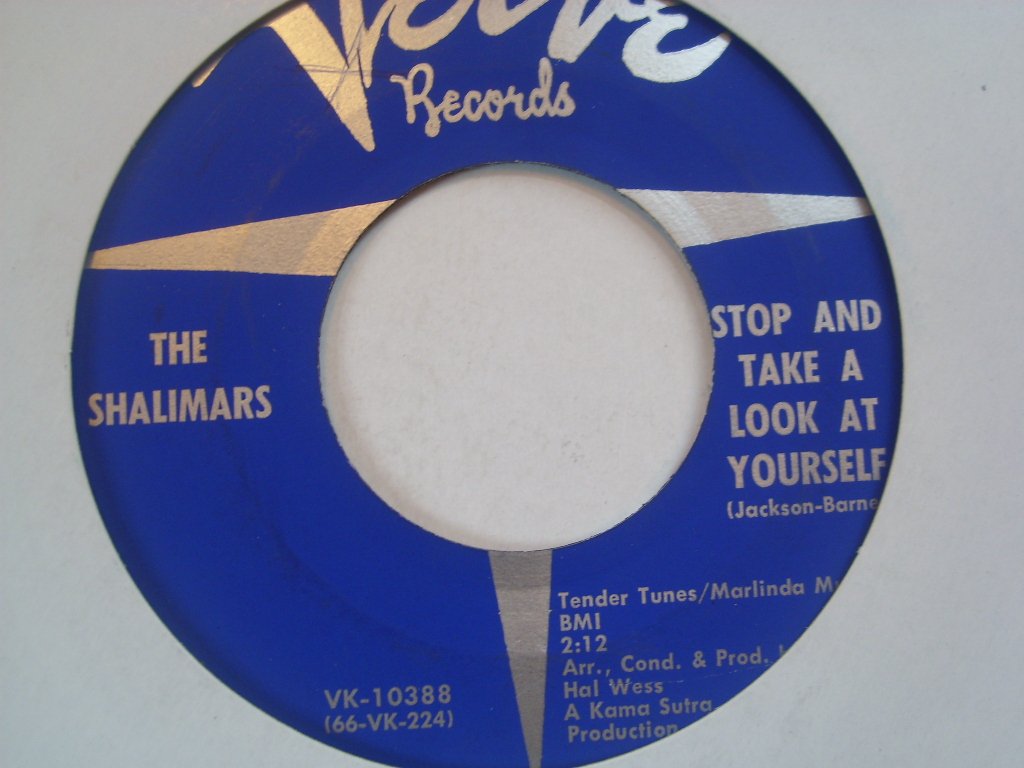 Verve
Records
THE
SHALIMARS
STOP AND
TAKE A
LOOK AT
YOURSELF
(Jackson-Barne
Tender Tunes/Marlinda M
BMI
2:12
Arr., Cond. & Prod.
Hal Wess
A Kama Sutra
Production
VK-10388
(66-VK-224)